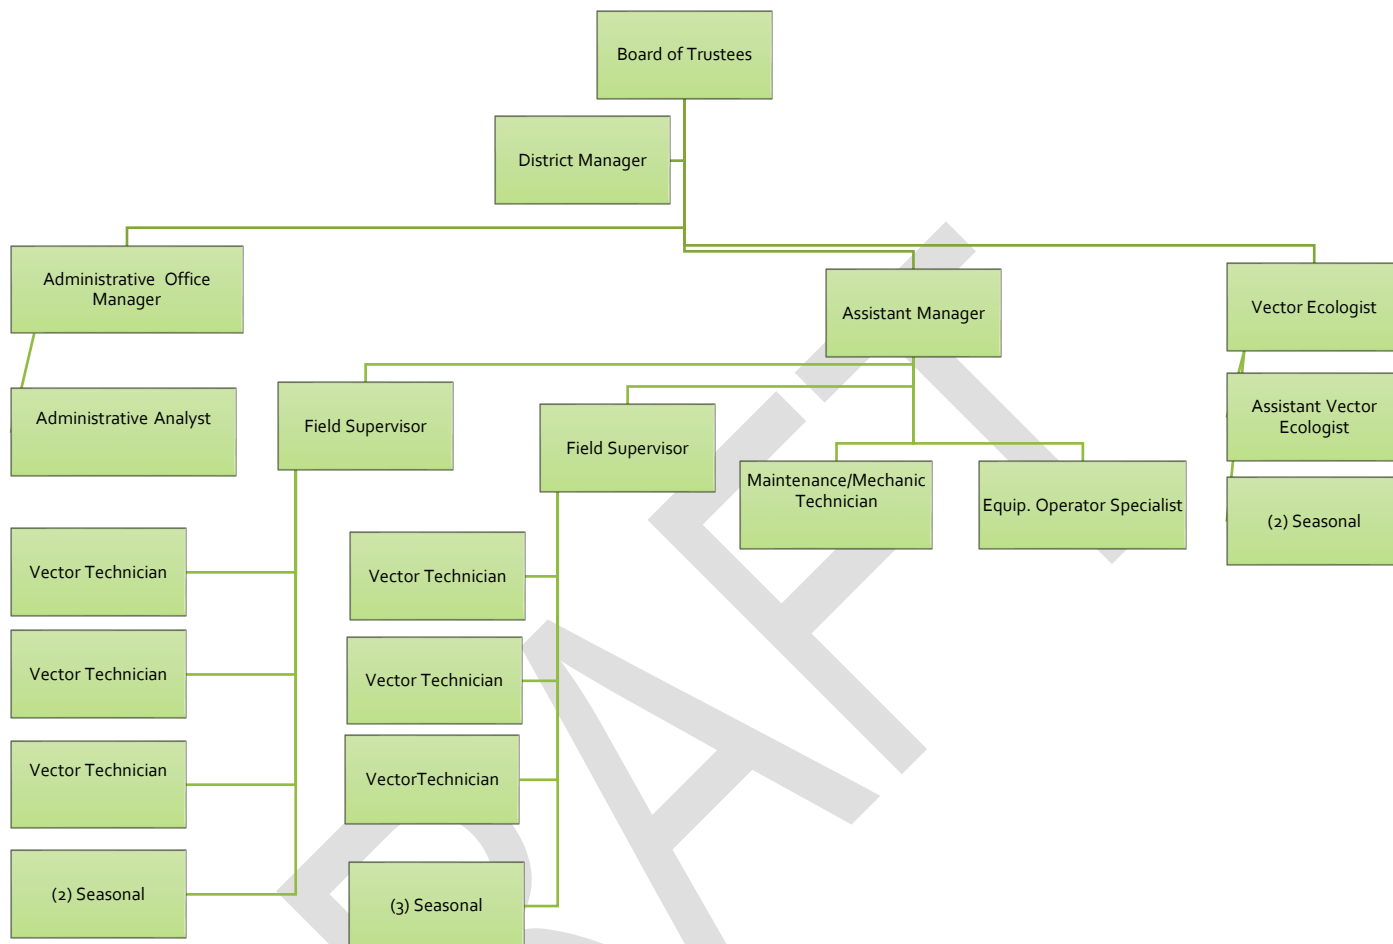 Board of Trustees
District Manager
Administrative Office
Manager
Assistant Manager
Vector Ecologist
Administrative Analyst
Field Supervisor
Field Supervisor
Assistant Vector
Ecologist
Maintenance/Mechanic
Technician
Equip. Operator Specialist
(2) Seasonal
Vector Technician
Vector Technician
Vector Technician
Vector Technician
Vector Technician
VectorTechnician
(2) Seasonal
(3) Seasonal
DRAFT